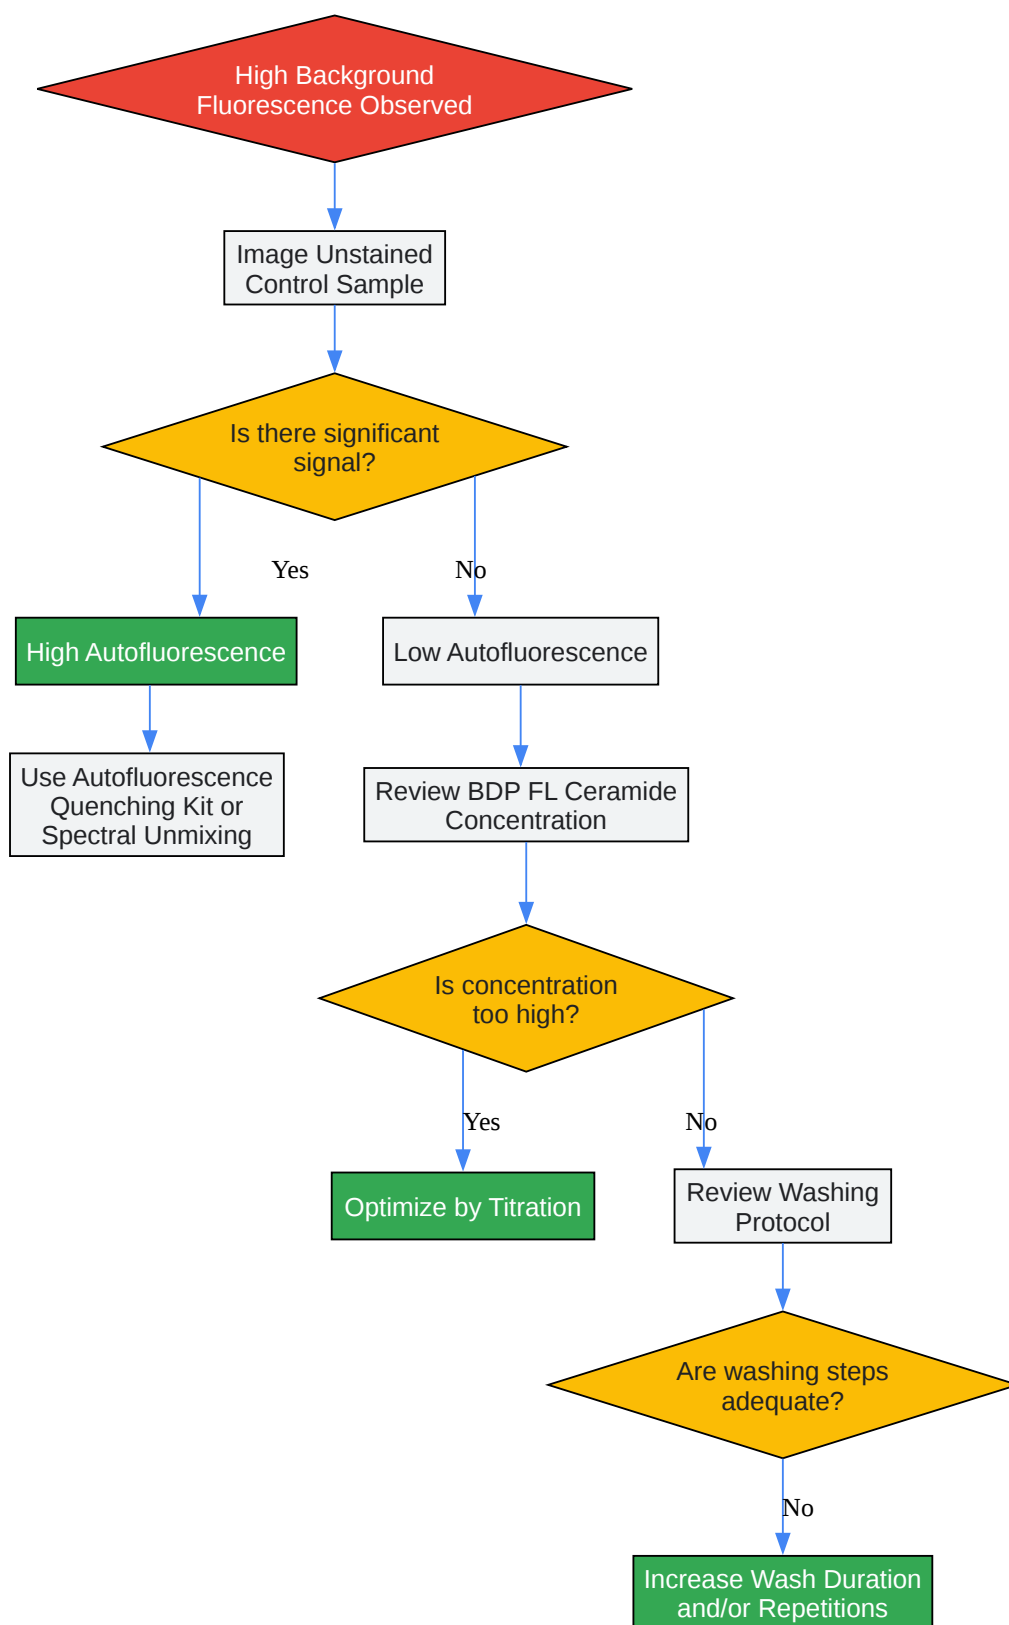 High Background
Fluorescence Observed
Image Unstained
Control Sample
Is there significant
signal?
Yes
No
High Autofluorescence
Low Autofluorescence
Use Autofluorescence
Quenching Kit or
Spectral Unmixing
Review BDP FL Ceramide
Concentration
Is concentration
too high?
Yes
No
Optimize by Titration
Review Washing
Protocol
Are washing steps
adequate?
No
Increase Wash Duration
and/or Repetitions